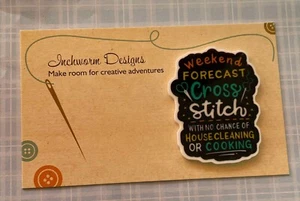 Inchworm Designs
Make room for creative adventures
Weekend
FORECAST
Cross
stitch
WITH NO CHANCE OF
HOUSECLEANING
OR COOKING